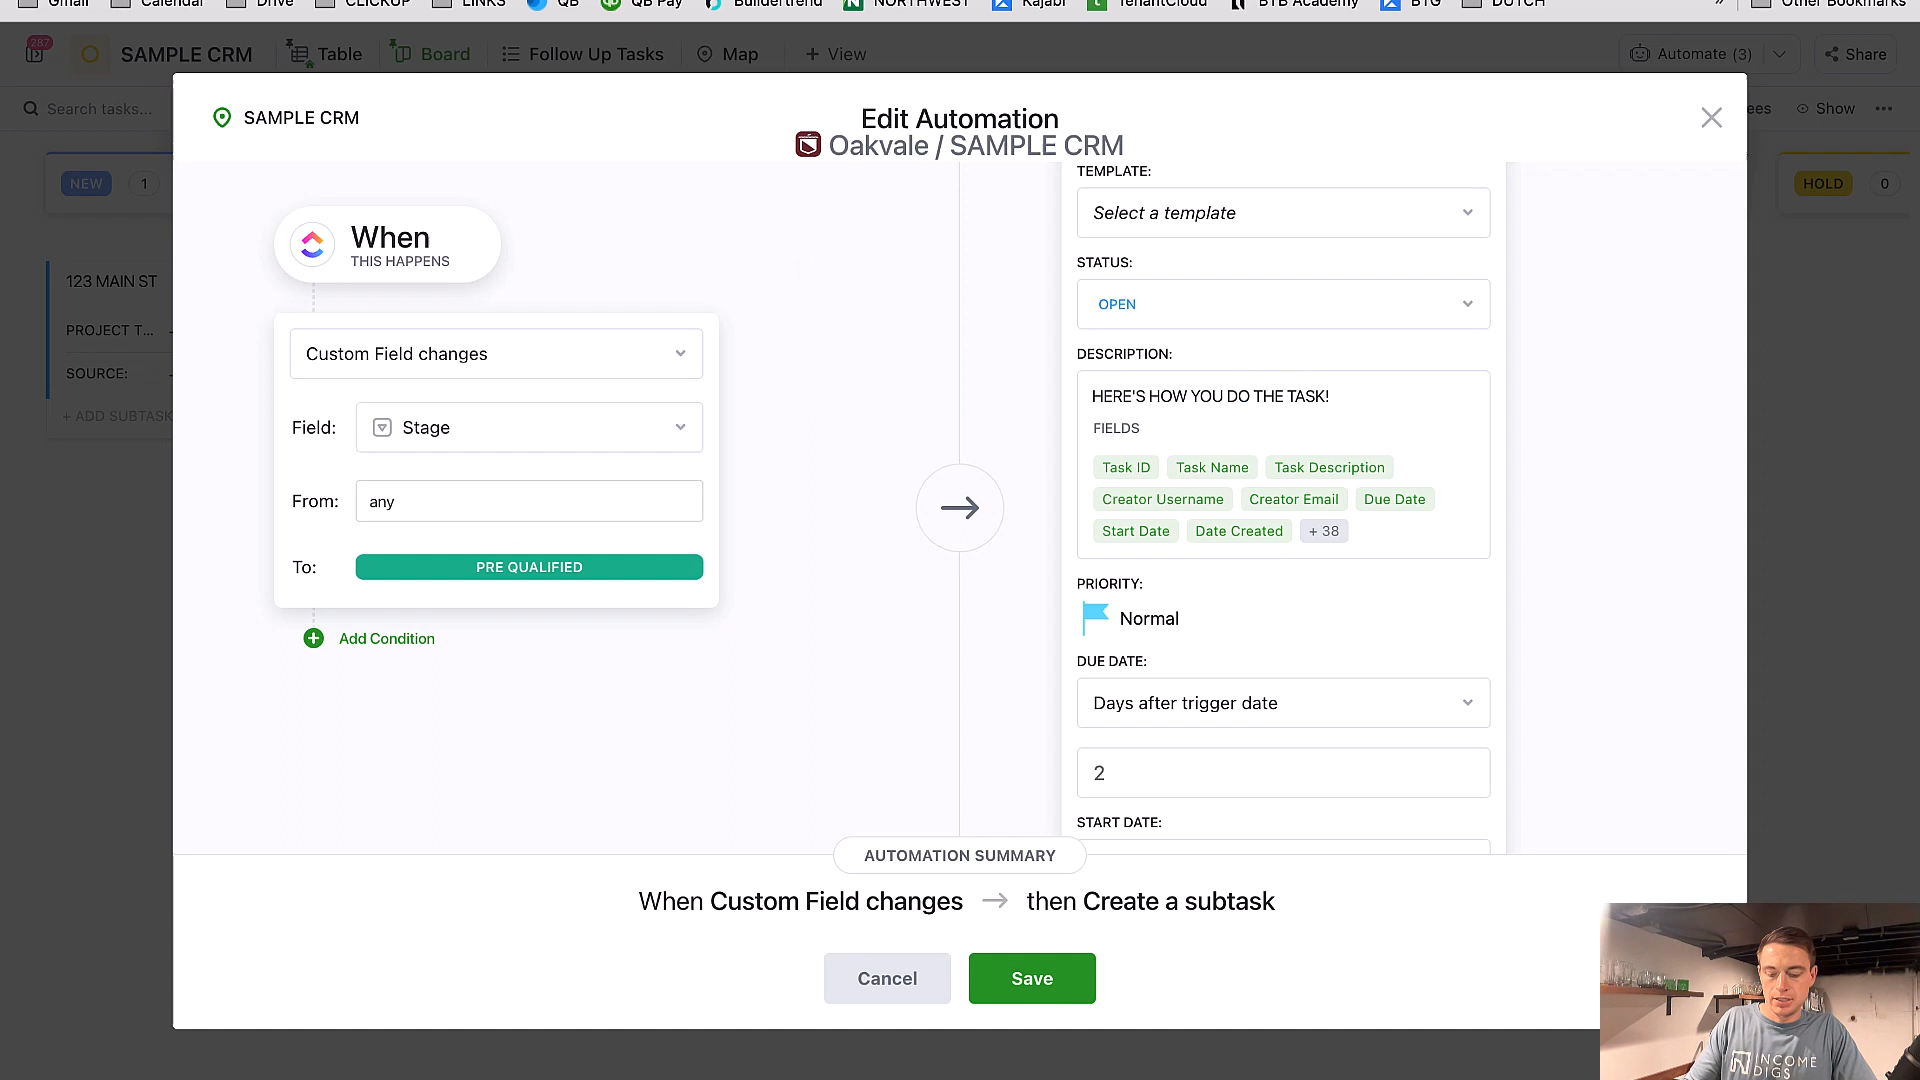 Gmail Calendar Drive CLICKUP LINKS QB QB Pay Buildertrend NORTHWEST Kajabi TenantCloud BTB Academy BTG DUTCH » Other Bookmarks
287
SAMPLE CRM Table Board Follow Up Tasks Map + View Automate (3) Share
Search tasks... ees Show
SAMPLE CRM
Edit Automation
Oakvale / SAMPLE CRM
NEW 1
HOLD 0
123 MAIN ST
PROJECT T... -
SOURCE: -
+ ADD SUBTASK
When
THIS HAPPENS
Custom Field changes
Field: Stage
From: any
To: PRE QUALIFIED
Add Condition
TEMPLATE:
Select a template
STATUS:
OPEN
DESCRIPTION:
HERE'S HOW YOU DO THE TASK!
FIELDS
Task ID Task Name Task Description
Creator Username Creator Email Due Date
Start Date Date Created + 38
PRIORITY:
Normal
DUE DATE:
Days after trigger date
2
START DATE:
AUTOMATION SUMMARY
When Custom Field changes → then Create a subtask
Cancel Save
INCOME
DIGS